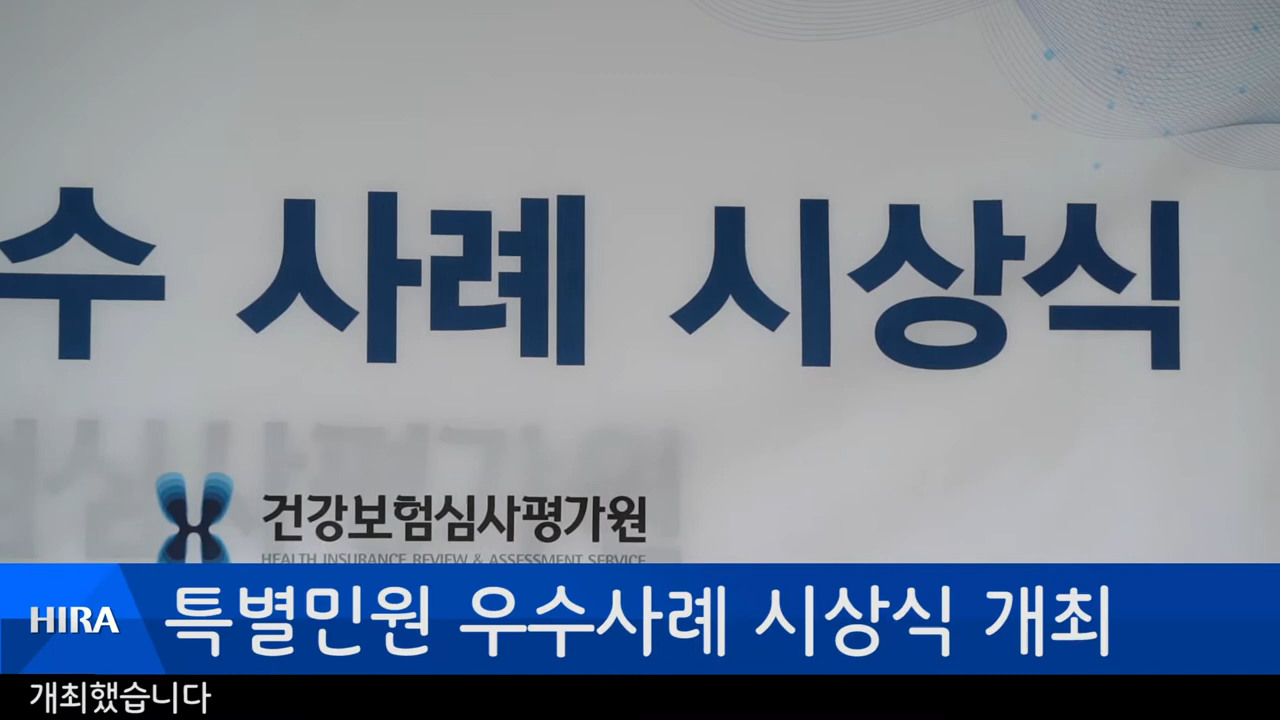 수 사례 시상식
건강보험심사평가원
HEALTH INSURANCE REVIEW & ASSESSMENT SERVICE
HIRA 특별민원 우수사례 시상식 개최
개최했습니다